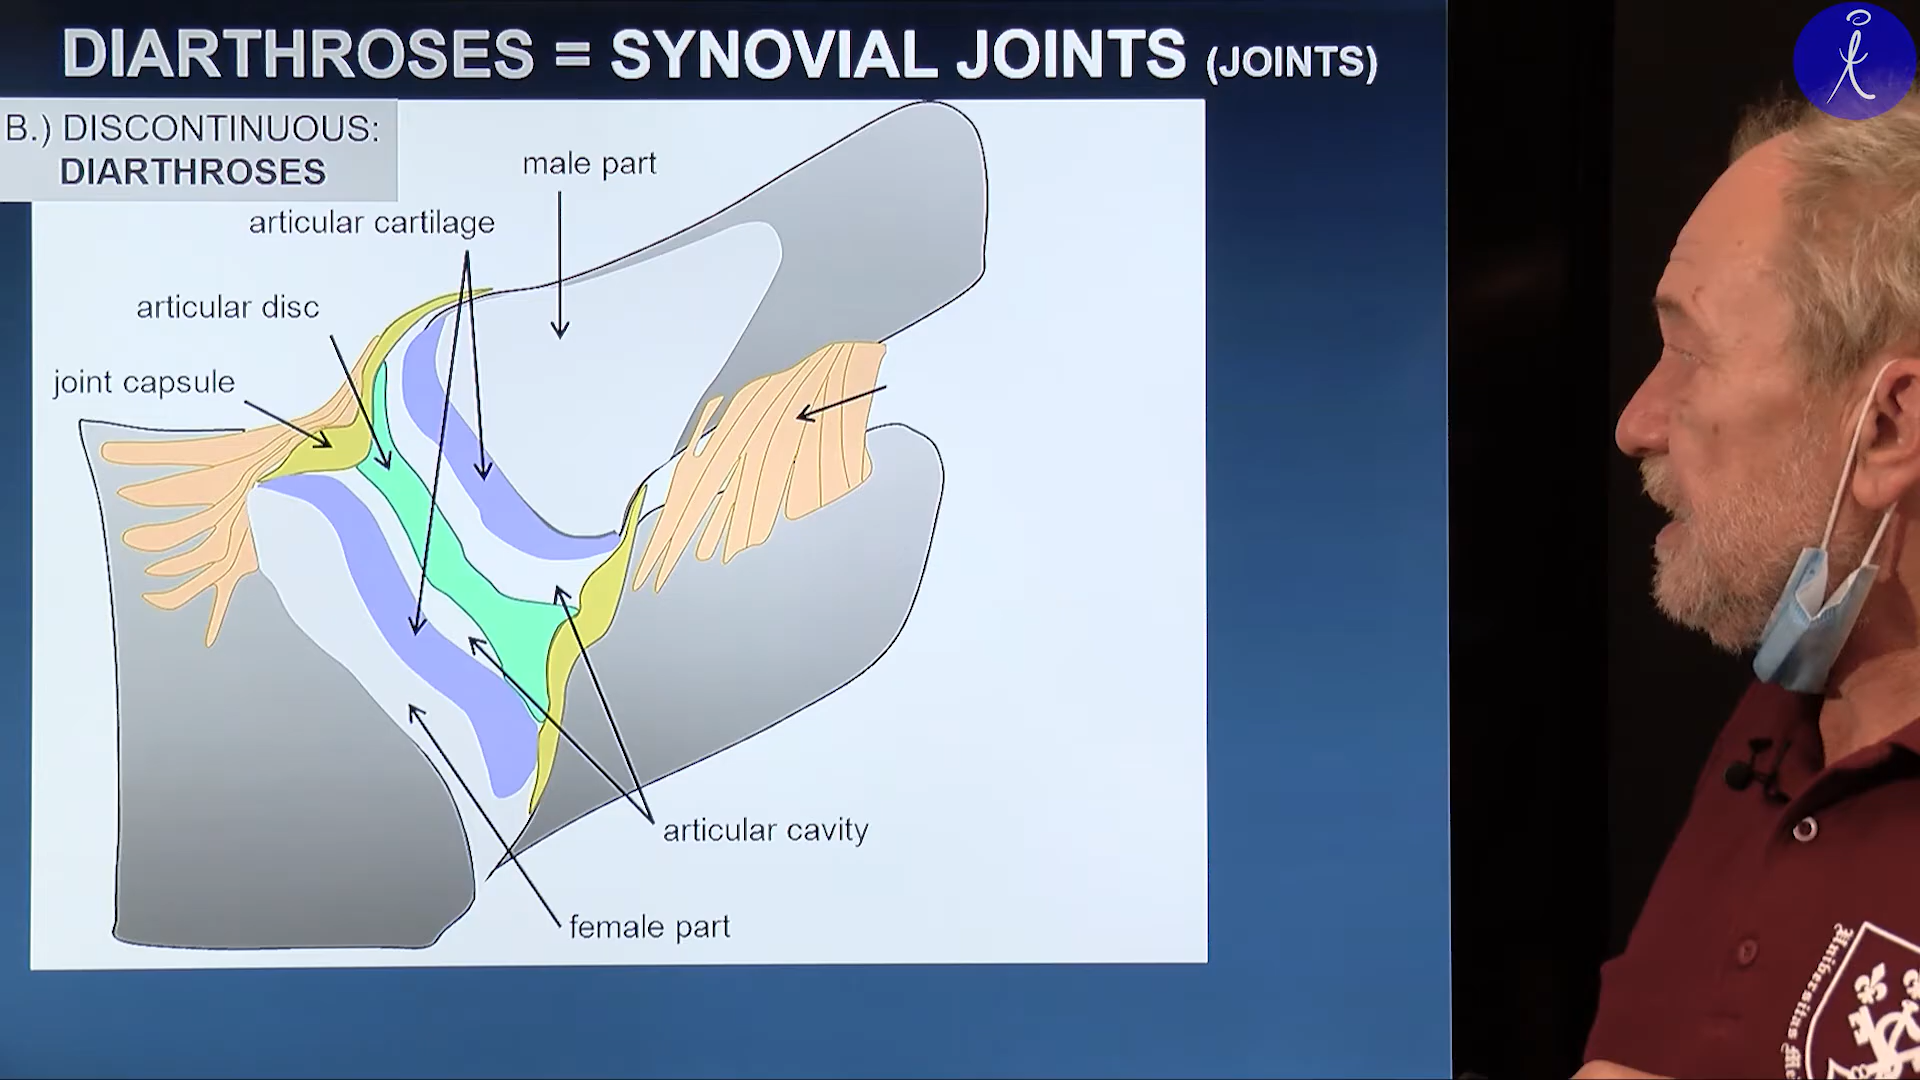 DIARTHROSES = SYNOVIAL JOINTS (JOINTS)
B.) DISCONTINUOUS:
DIARTHROSES
male part
articular cartilage
articular disc
joint capsule
articular cavity
female part